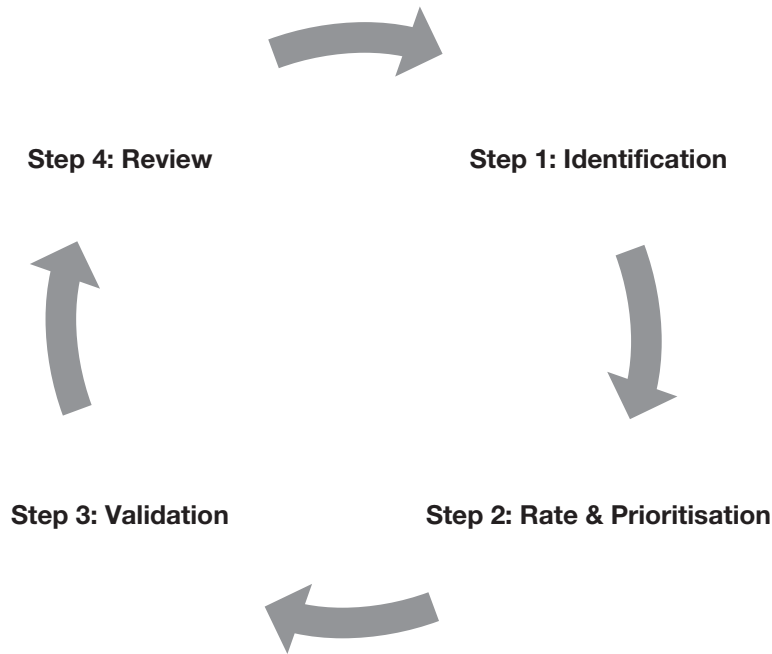 Step 4: Review
Step 1: Identification
Step 3: Validation
Step 2: Rate & Prioritisation